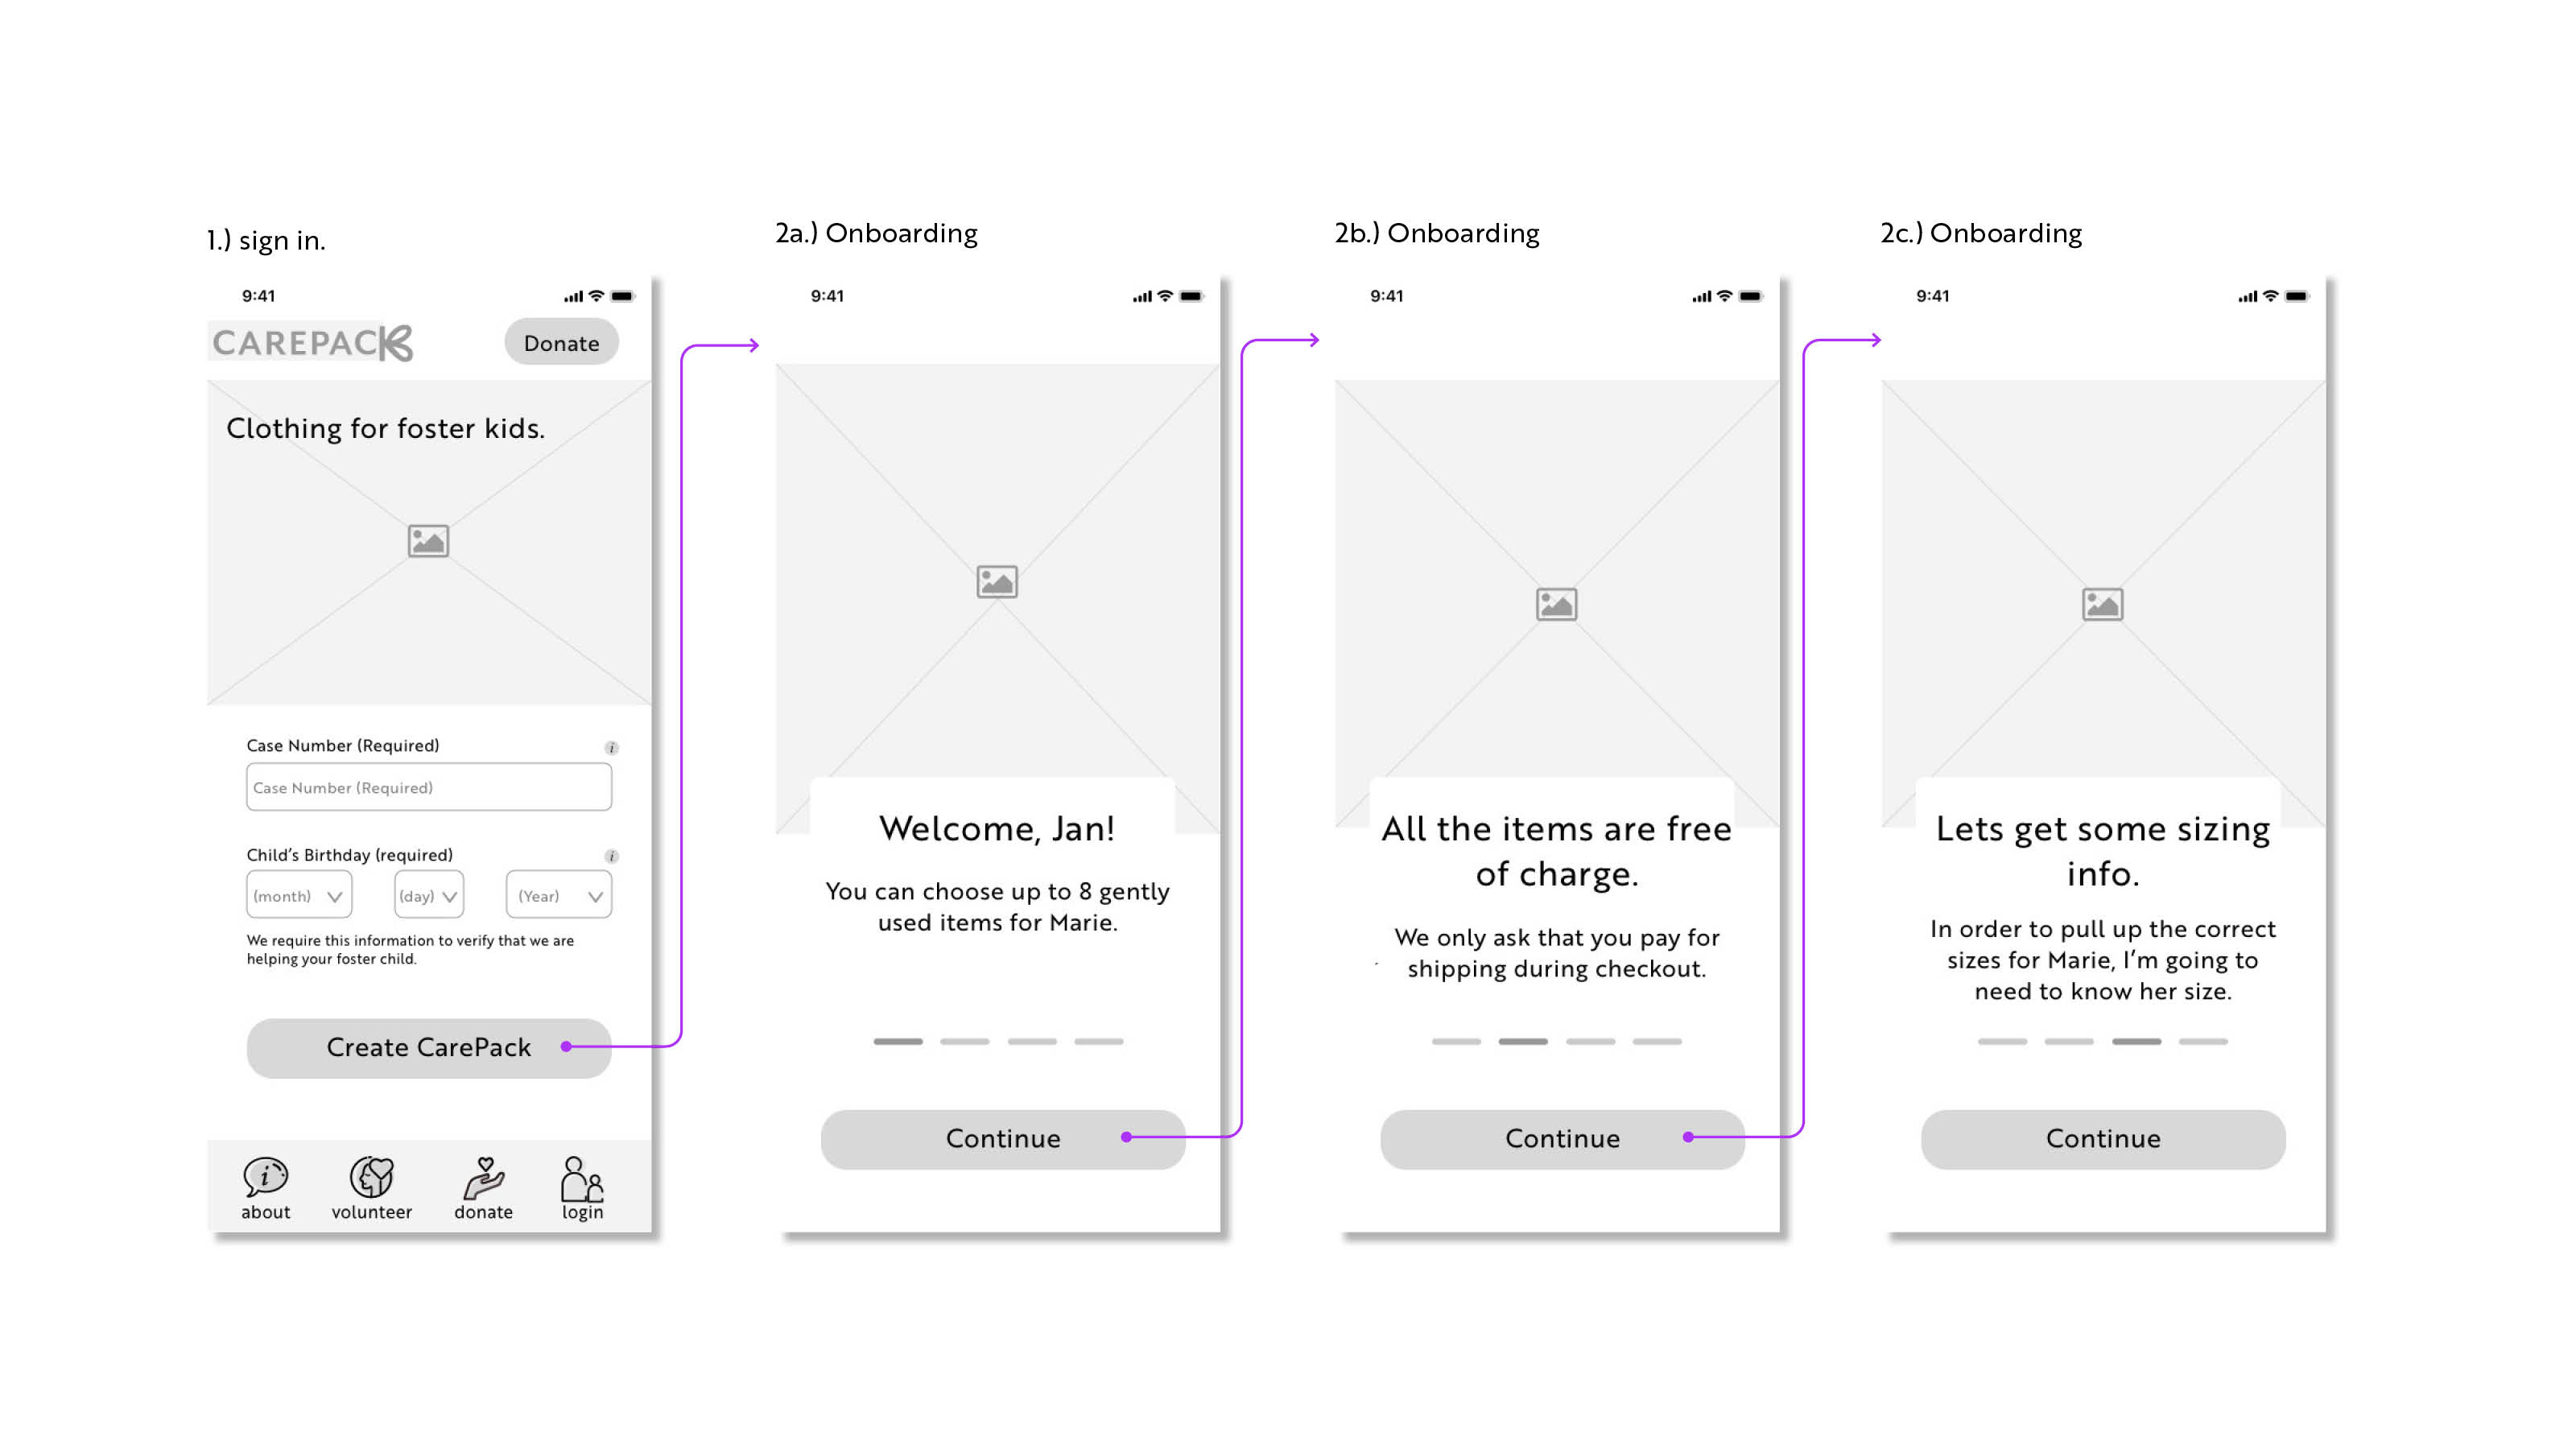 1.) sign in.
9:41
CAREPACK
Donate
Clothing for foster kids.
Case Number (Required)
i
Case Number (Required)
Child's Birthday (required)
i
(month)
(day)
(Year)
We require this information to verify that we are
helping your foster child.
Create CarePack
i
about
volunteer
donate
login
2a.) Onboarding
9:41
Welcome, Jan!
You can choose up to 8 gently
used items for Marie.
Continue
2b.) Onboarding
9:41
All the items are free
of charge.
We only ask that you pay for
shipping during checkout.
Continue
2c.) Onboarding
9:41
Lets get some sizing
info.
In order to pull up the correct
sizes for Marie, I'm going to
need to know her size.
Continue